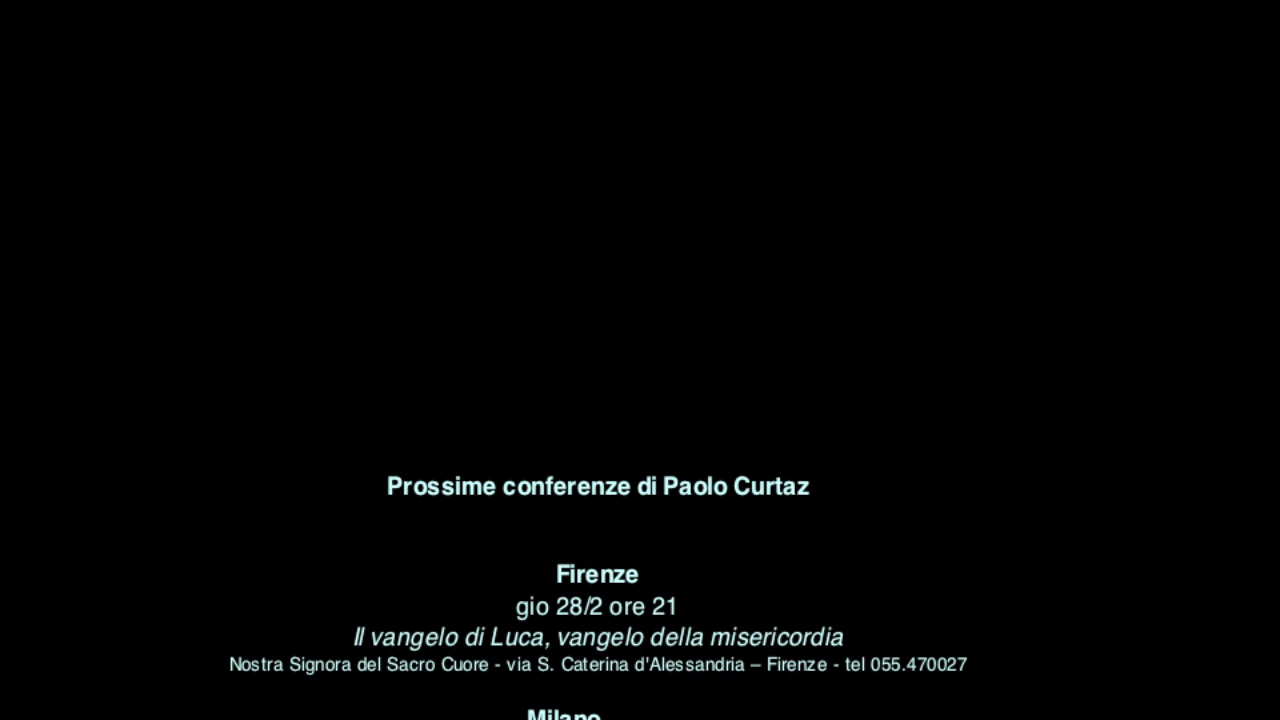 Prossime conferenze di Paolo Curtaz
Firenze
gio 28/2 ore 21
Il vangelo di Luca, vangelo della misericordia
Nostra Signora del Sacro Cuore - via S. Caterina d'Alessandria – Firenze - tel 055.470027
Milano